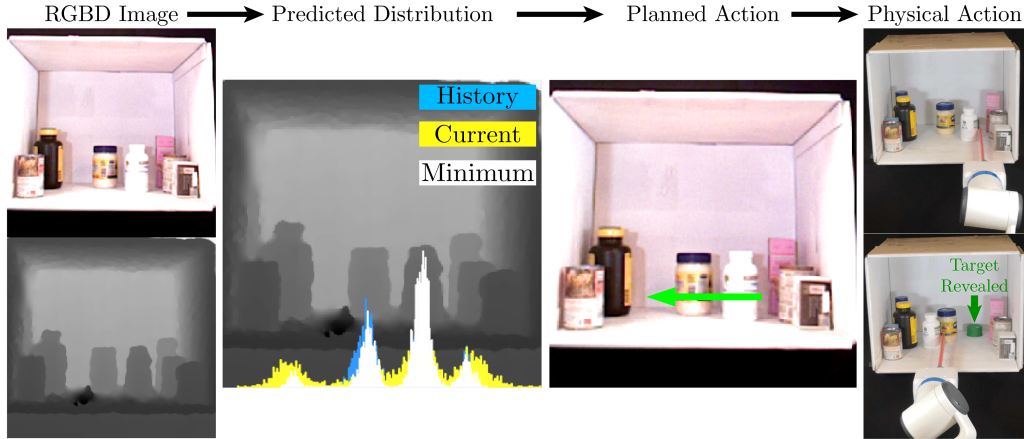 RGBD Image
Predicted Distribution
Planned Action
Physical Action
History
Current
Minimum
Target
Revealed